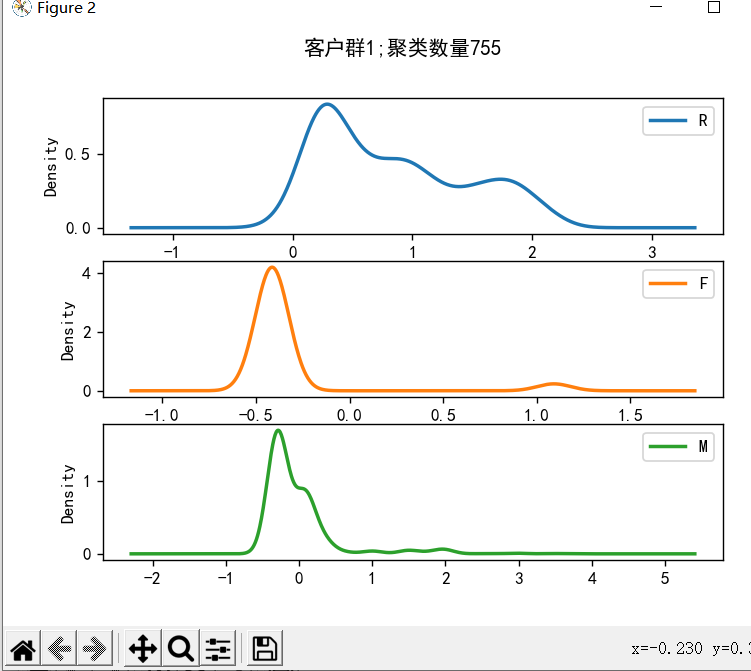 Figure 2
客户群1;聚类数量755
R
Density
0.5
0.0
-1 0 1 2 3
F
Density
4
2
0
-1.0 -0.5 0.0 0.5 1.0 1.5
M
Density
1
0
-2 -1 0 1 2 3 4 5
x=-0.230 y=0.